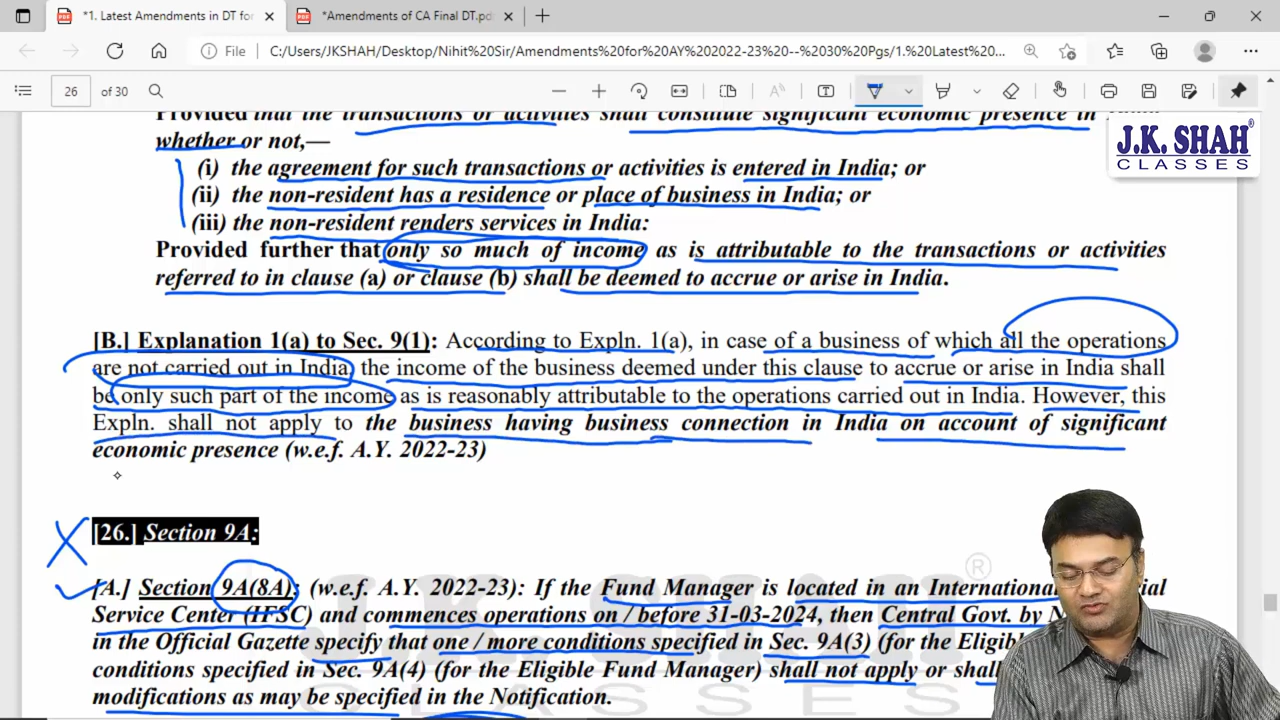 *1. Latest Amendments in DT for
*Amendments of CA Final DT.pd
File
C:/Users/JKSHAH/Desktop/Nihit%20Sir/Amendments%20for%20AY%202022-23%20--%2030%20Pgs/1.%20Latest%20...
26 of 30
Provided that the transactions or activities shall constitute significant economic presence in
whether or not,—
J.K. SHAH®
CLASSES
(i) the agreement for such transactions or activities is entered in India; or
(ii) the non-resident has a residence or place of business in India; or
(iii) the non-resident renders services in India:
Provided further that only so much of income as is attributable to the transactions or activities
referred to in clause (a) or clause (b) shall be deemed to accrue or arise in India.
[B.] Explanation 1(a) to Sec. 9(1): According to Expln. 1(a), in case of a business of which all the operations
are not carried out in India, the income of the business deemed under this clause to accrue or arise in India shall
be only such part of the income as is reasonably attributable to the operations carried out in India. However, this
Expln. shall not apply to the business having business connection in India on account of significant
economic presence (w.e.f. A.Y. 2022-23)
[26.] Section 9A:
[A.] Section 9A(8A): (w.e.f. A.Y. 2022-23): If the Fund Manager is located in an International
Service Center (IFSC) and commences operations on / before 31-03-2024, then Central Govt. by
in the Official Gazette specify that one / more conditions specified in Sec. 9A(3) (for the Eligible
conditions specified in Sec. 9A(4) (for the Eligible Fund Manager) shall not apply or
modifications as may be specified in the Notification.